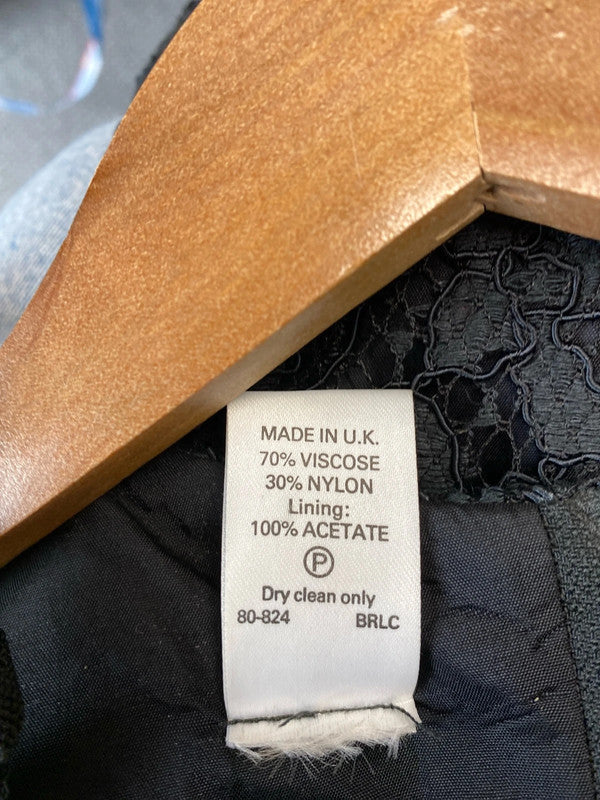 MADE IN U.K.
70% VISCOSE
30% NYLON
Lining:
100% ACETATE
P
Dry clean only
80-824 BRLC